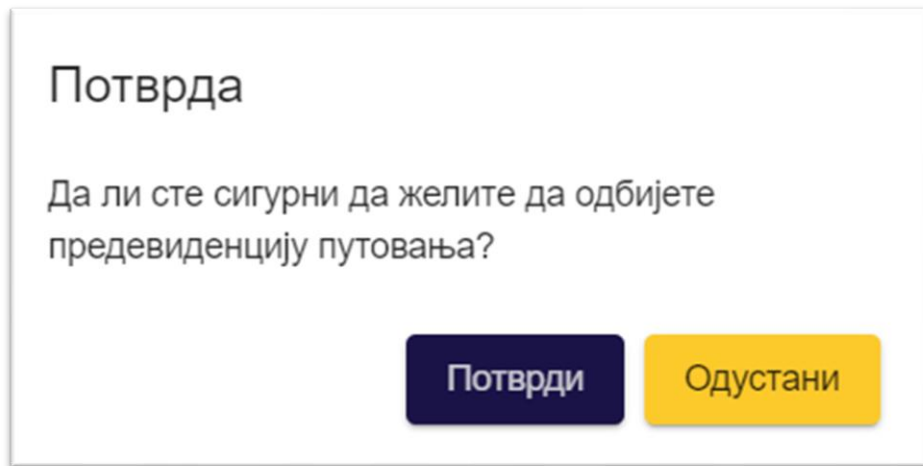 Потврда
Да ли сте сигурни да желите да одбијете
предевиденцију путовања?
Потврди Одустани